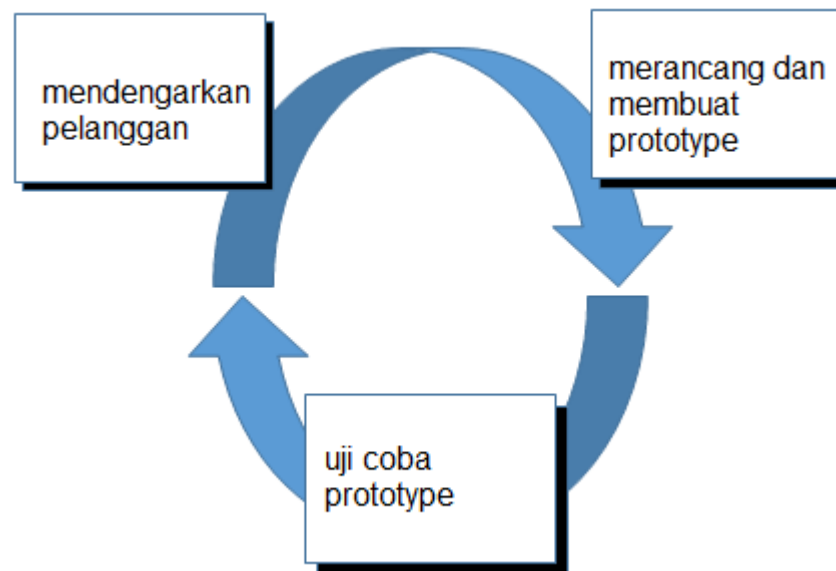 mendengarkan
pelanggan
merancang dan
membuat
prototype
uji coba
prototype